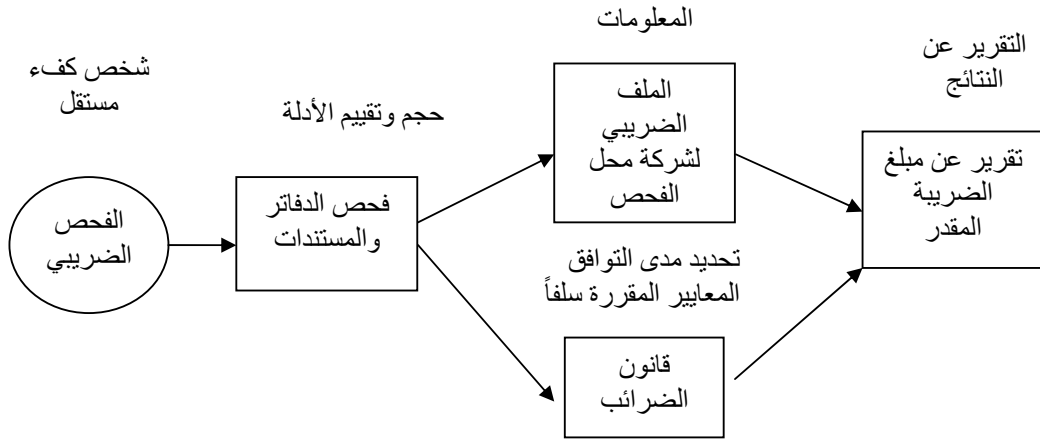 شخص كفء
مستقل
الفحص
الضريبي
حجم وتقييم الأدلة
فحص الدفاتر
والمستندات
المعلومات
الملف
الضريبي
لشركة محل
الفحص
تحديد مدى التوافق
المعايير المقررة سلفاً
قانون
الضرائب
التقرير عن
النتائج
تقرير عن مبلغ
الضريبة
المقدر